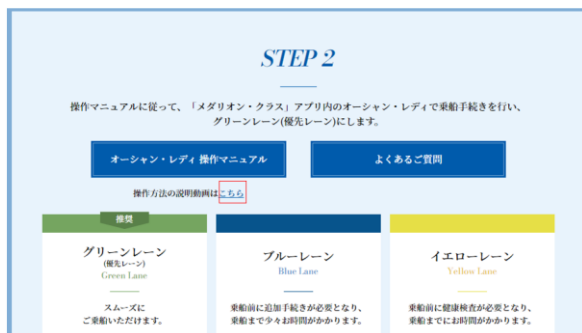 STEP 2
操作マニュアルに従って、「メダリオン・クラス」アプリ内のオーシャン・レディで乗船手続きを行い、
グリーンレーン(優先レーン)にします。
オーシャン・レディ 操作マニュアル
よくあるご質問
操作方法の説明動画はこちら
推奨
グリーンレーン
(優先レーン)
Green Lane
スムーズに
ご乗船いただけます。
ブルーレーン
Blue Lane
乗船前に追加手続きが必要となり、
乗船まで少々お時間がかかります。
イエローレーン
Yellow Lane
乗船前に健康検査が必要となり、
乗船までにお時間がかかります。